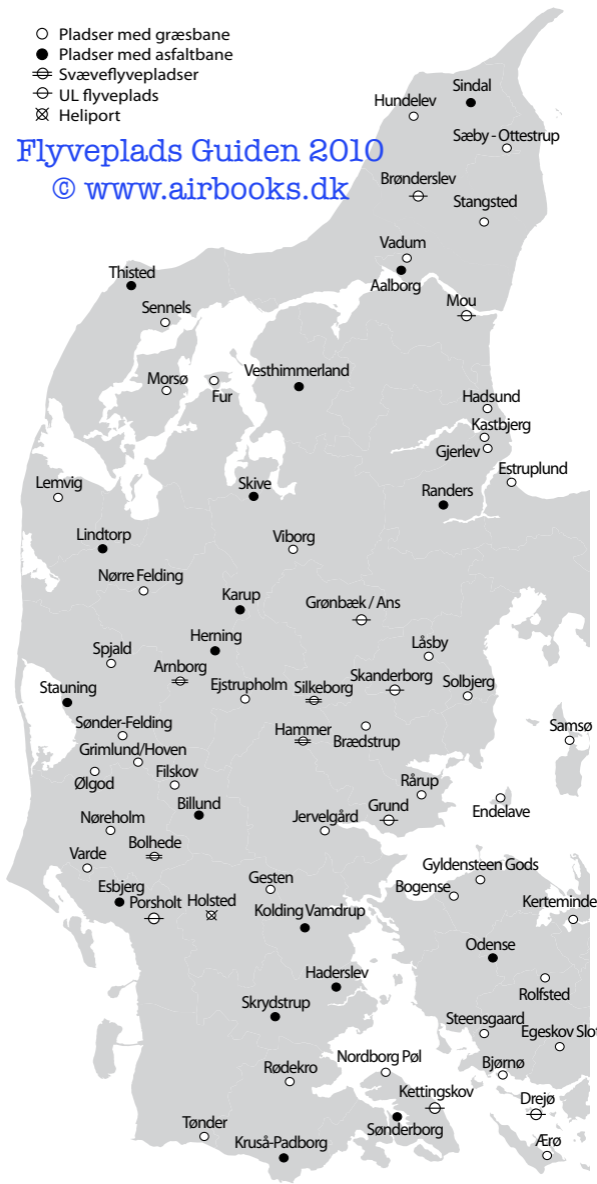 Pladser med græsbane
Pladser med asfaltbane
Svæveflyvepladser
UL flyveplads
Heliport
Flyveplads Guiden 2010
© www.airbooks.dk
Sindal
Hundelev
Sæby - Ottestrup
Brønderslev
Stangsted
Vadum
Aalborg
Thisted
Mou
Sennels
Vesthimmerland
Morsø
Fur
Hadsund
Kastbjerg
Gjerlev
Estruplund
Lemvig
Skive
Randers
Lindtorp
Viborg
Nørre Felding
Karup
Grønbæk / Ans
Herning
Låsby
Spjald
Arnborg
Skanderborg
Stauning
Ejstrupholm
Silkeborg
Solbjerg
Sønder-Felding
Hammer
Brædstrup
Samsø
Grimlund/Hoven
Ølgod
Filskov
Rårup
Billund
Grund
Endelave
Nøreholm
Jervelgård
Bolhede
Varde
Gyldensteen Gods
Gesten
Bogense
Esbjerg
Porsholt
Holsted
Kolding Vamdrup
Kerteminde
Odense
Haderslev
Rolfsted
Skrydstrup
Steensgaard
Egeskov Slot
Nordborg Pøl
Rødekro
Bjørnø
Kettingskov
Drejø
Tønder
Sønderborg
Kruså-Padborg
Ærø